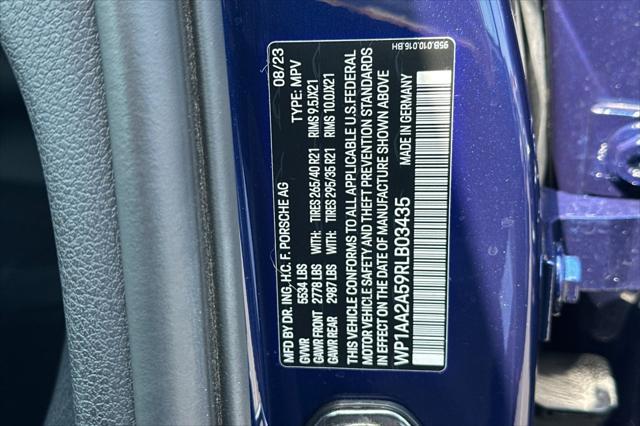 95B.010.016.BH
MFD BY DR. ING. H.C. F. PORSCHE AG 08/23
GVWR 5534 LBS TYPE: MPV
GAWR FRONT 2778 LBS WITH: TIRES 265/40 R21 RIMS 9.5JX21
GAWR REAR 2987 LBS WITH: TIRES 295/35 R21 RIMS 10.0JX21
THIS VEHICLE CONFORMS TO ALL APPLICABLE U.S. FEDERAL
MOTOR VEHICLE SAFETY AND THEFT PREVENTION STANDARDS
IN EFFECT ON THE DATE OF MANUFACTURE SHOWN ABOVE
WP1AA2A59RLB03435 MADE IN GERMANY